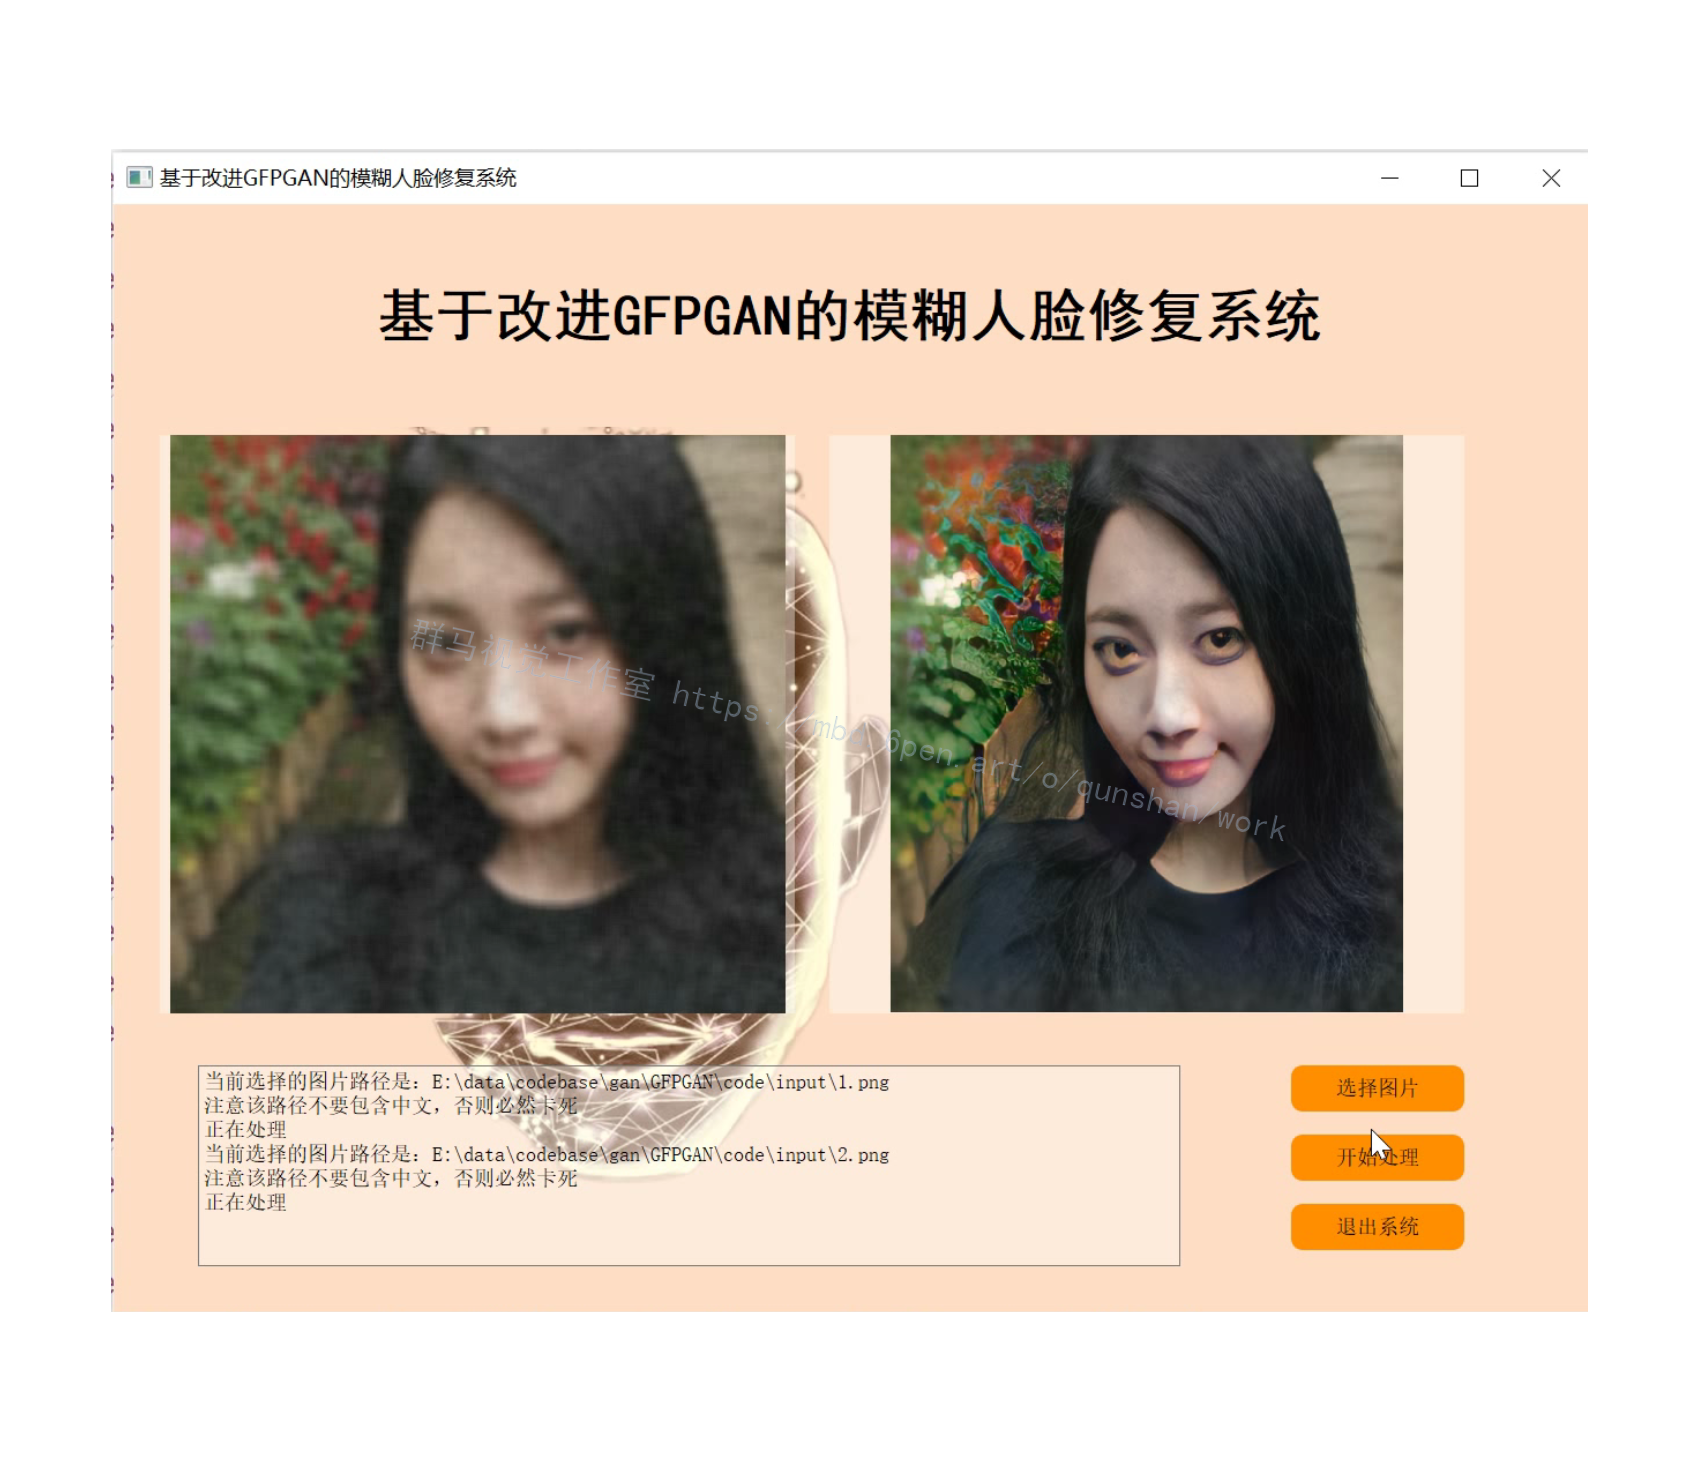 基于改进GFPGAN的模糊人脸修复系统
基于改进GFPGAN的模糊人脸修复系统
群马视觉工作室 https://mbd.6pen.art/o/qunshan/work
当前选择的图片路径是：E:\data\codebase\gan\GFPGAN\code\input\1.png
注意该路径不要包含中文，否则必然卡死
正在处理
当前选择的图片路径是：E:\data\codebase\gan\GFPGAN\code\input\2.png
注意该路径不要包含中文，否则必然卡死
正在处理
选择图片
开始处理
退出系统